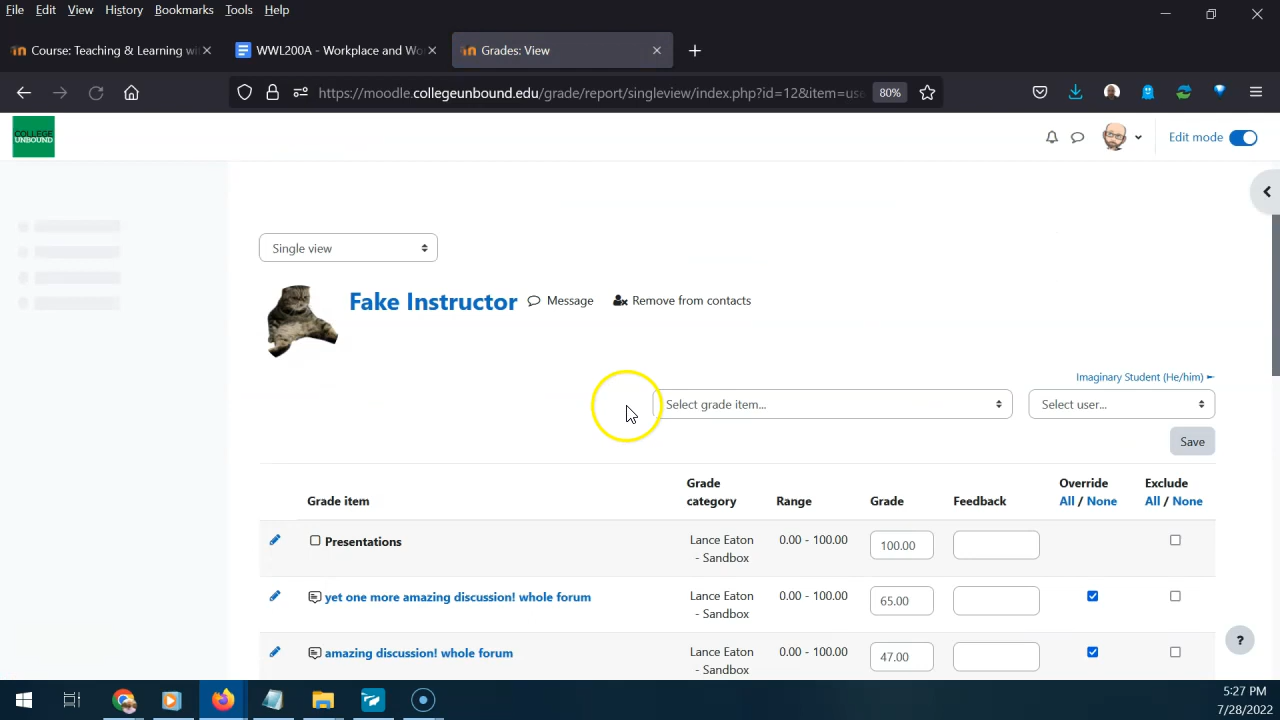 File Edit View History Bookmarks Tools Help
Course: Teaching & Learning wi
WWL200A - Workplace and Wo
Grades: View
https://moodle.collegeunbound.edu/grade/report/singleview/index.php?id=12&item=use
80%
COLLEGE
UNBOUND
Edit mode
Single view
Fake Instructor
Message
Remove from contacts
Imaginary Student (He/him) ►
Select grade item...
Select user...
Save
Grade item
Grade
category
Range
Grade
Feedback
Override
All / None
Exclude
All / None
Presentations
Lance Eaton
- Sandbox
0.00 - 100.00
100.00
yet one more amazing discussion! whole forum
Lance Eaton
- Sandbox
0.00 - 100.00
65.00
amazing discussion! whole forum
Lance Eaton
- Sandbox
0.00 - 100.00
47.00
?
5:27 PM
7/28/2022